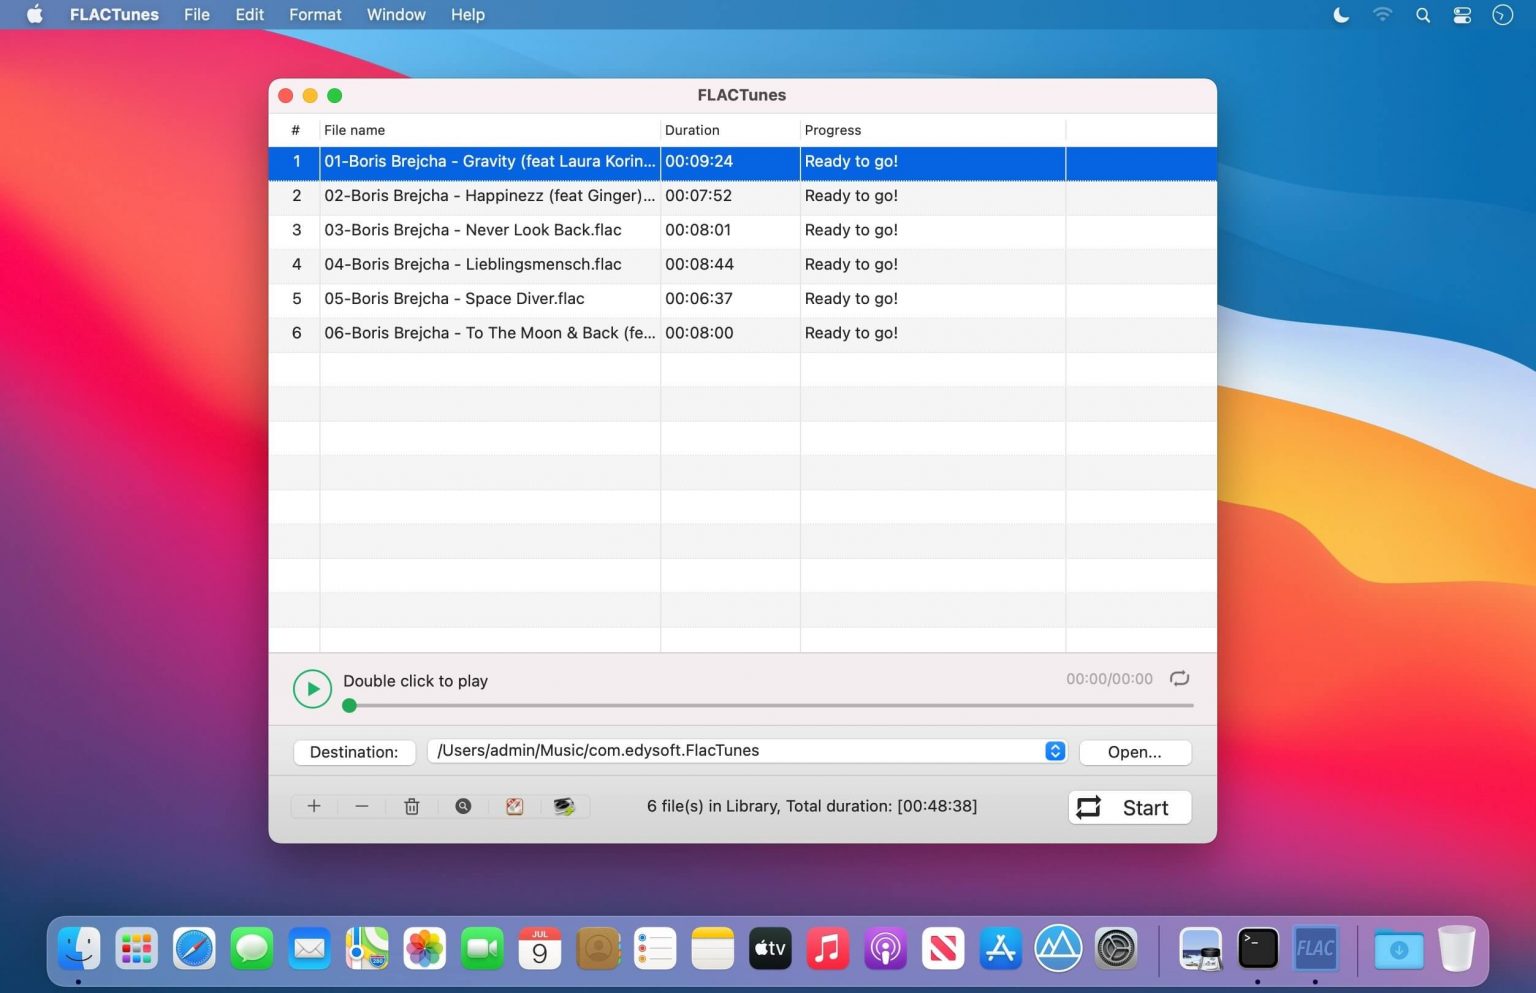 FLACTunes File Edit Format Window Help
FLACTunes
# File name Duration Progress
1 01-Boris Brejcha - Gravity (feat Laura Korin... 00:09:24 Ready to go!
2 02-Boris Brejcha - Happinezz (feat Ginger)... 00:07:52 Ready to go!
3 03-Boris Brejcha - Never Look Back.flac 00:08:01 Ready to go!
4 04-Boris Brejcha - Lieblingsmensch.flac 00:08:44 Ready to go!
5 05-Boris Brejcha - Space Diver.flac 00:06:37 Ready to go!
6 06-Boris Brejcha - To The Moon & Back (fe... 00:08:00 Ready to go!
Double click to play 00:00/00:00
Destination: /Users/admin/Music/com.edysoft.FlacTunes Open...
6 file(s) in Library, Total duration: [00:48:38] Start
280 JUL 9 tv >_ FLAC